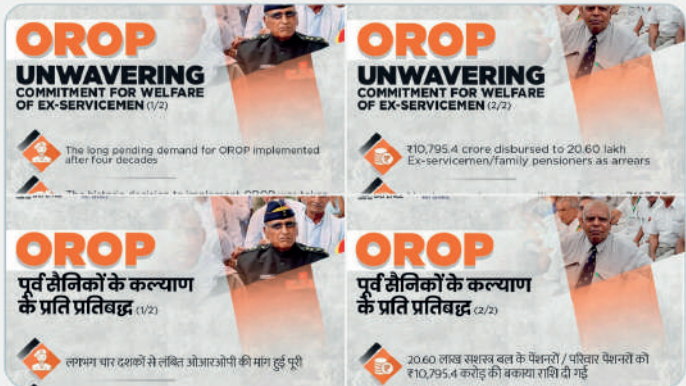 OROP
UNWAVERING
COMMITMENT FOR WELFARE
OF EX-SERVICEMEN (1/2)
The long pending demand for OROP implemented
after four decades
OROP
UNWAVERING
COMMITMENT FOR WELFARE
OF EX-SERVICEMEN (2/2)
₹10,795.4 crore disbursed to 20.60 lakh
Ex-servicemen/family pensioners as arrears
OROP
पूर्व सैनिकों के कल्याण
के प्रति प्रतिबद्ध (1/2)
लगभग चार दशकों से लंबित ओआरओपी की मांग हुई पूरी
OROP
पूर्व सैनिकों के कल्याण
के प्रति प्रतिबद्ध (2/2)
20.60 लाख सशस्त्र बल के पेंशनरों / परिवार पेंशनरों को
₹10,795.4 करोड़ की बकाया राशि दी गई